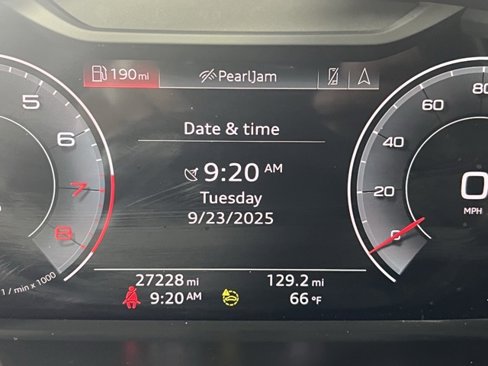 190 mi
PearlJam
Date & time
9:20 AM
Tuesday
9/23/2025
5
6
7
8
1 / min x 1000
80
60
40
20
0
0
MPH
27228 mi
129.2 mi
9:20 AM
66 °F